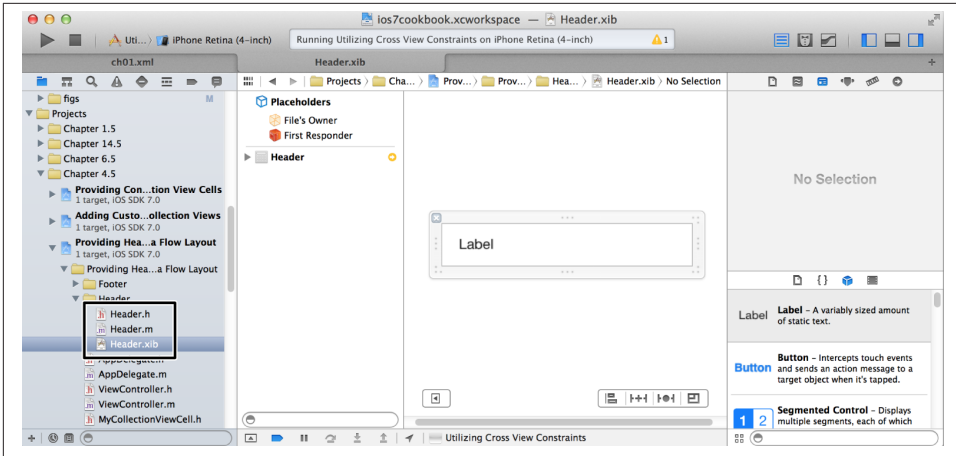 ios7cookbook.xcworkspace — Header.xib
Uti... iPhone Retina (4-inch)
Running Utilizing Cross View Constraints on iPhone Retina (4-inch)
1
ch01.xml
Header.xib
Projects Cha... Prov... Prov... Hea... Header.xib No Selection
figs M
Projects
Chapter 1.5
Chapter 14.5
Chapter 6.5
Chapter 4.5
Providing Con...tion View Cells
1 target, iOS SDK 7.0
Adding Custo...ollection Views
1 target, iOS SDK 7.0
Providing Hea...a Flow Layout
1 target, iOS SDK 7.0
Providing Hea...a Flow Layout
Footer
Header
Header.h
Header.m
Header.xib
AppDelegate.h
AppDelegate.m
ViewController.h
ViewController.m
MyCollectionViewCell.h
Placeholders
File's Owner
First Responder
Header
Label
Utilizing Cross View Constraints
No Selection
{}
Label
Label – A variably sized amount
of static text.
Button
Button – Intercepts touch events
and sends an action message to a
target object when it's tapped.
1 2
Segmented Control – Displays
multiple segments, each of which